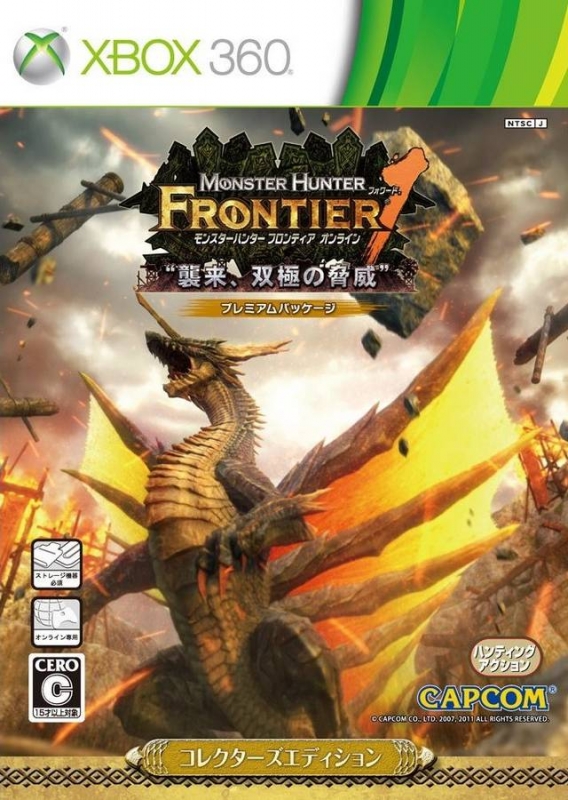 XBOX 360
NTSC J
MONSTER HUNTER
FRONTIER
フォワード.1
モンスターハンター フロンティア オンライン
“襲来、双極の脅威”
プレミアムパッケージ
ストレージ機器
必須
オンライン専用
CERO
C
15才以上対象
ハンティング
アクション
CAPCOM®
© CAPCOM CO., LTD. 2007, 2011 ALL RIGHTS RESERVED.
コレクターズエディション